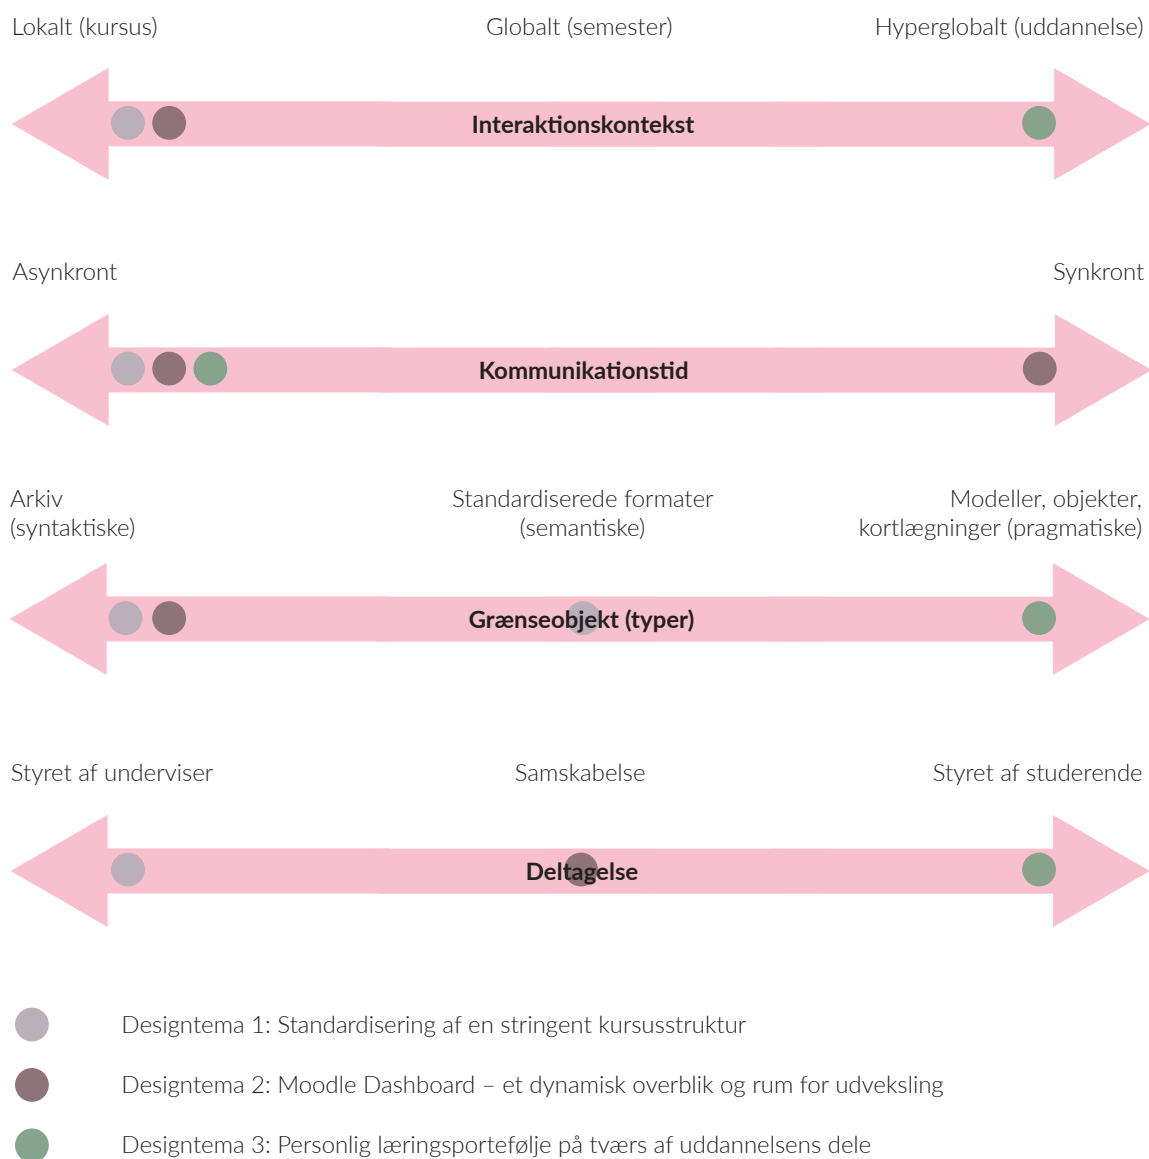 Lokalt (kursus)
Globalt (semester)
Hyperglobalt (uddannelse)
Interaktionskontekst
Asynkront
Synkront
Kommunikationstid
Arkiv
(syntaktiske)
Standardiserede formater
(semantiske)
Modeller, objekter,
kortlægninger (pragmatiske)
Grænseobjekt (typer)
Styret af underviser
Samskabelse
Styret af studerende
Deltagelse
Designtema 1: Standardisering af en stringent kursusstruktur
Designtema 2: Moodle Dashboard – et dynamisk overblik og rum for udveksling
Designtema 3: Personlig læringsportefølje på tværs af uddannelsens dele